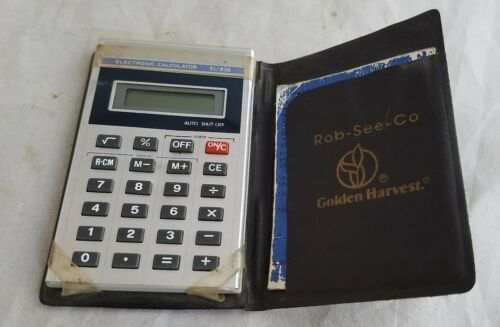 ELECTRONIC CALCULATOR EL-838
AUTO SHUT OFF
POWER
√ % OFF ON/C
MEMORY
R·CM M− M+ CE
7 8 9 ÷
4 5 6 ×
1 2 3 −
0 · = +
Rob-See-Co
®
Golden Harvest®